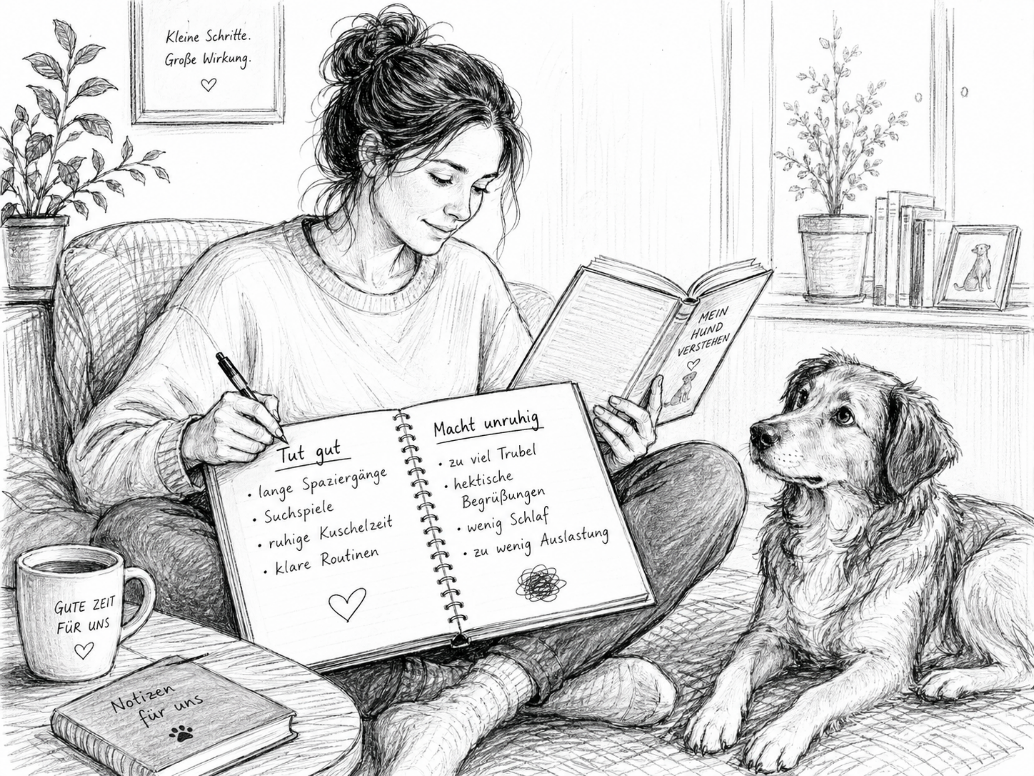 Kleine Schritte.
Große Wirkung.
MEIN
HUND
VERSTEHEN
Tut gut
• lange Spaziergänge
• Suchspiele
• ruhige Kuschelzeit
• klare Routinen
Macht unruhig
• zu viel Trubel
• hektische
Begrüßungen
• wenig Schlaf
• zu wenig Auslastung
GUTE ZEIT
FÜR UNS
Notizen
für uns